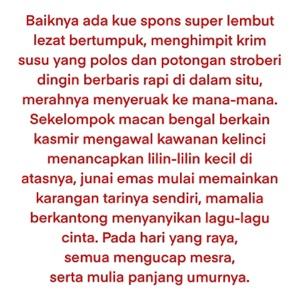 Baiknya ada kue spons super lembut
lezat bertumpuk, menghimpit krim
susu yang polos dan potongan stroberi
dingin berbaris rapi di dalam situ,
merahnya menyeruak ke mana-mana.
Sekelompok macan bengal berkain
kasmir mengawal kawanan kelinci
menancapkan lilin-lilin kecil di
atasnya, junai emas mulai memainkan
karangan tarinya sendiri, mamalia
berkantong menyanyikan lagu-lagu
cinta. Pada hari yang raya,
semua mengucap mesra,
serta mulia panjang umurnya.